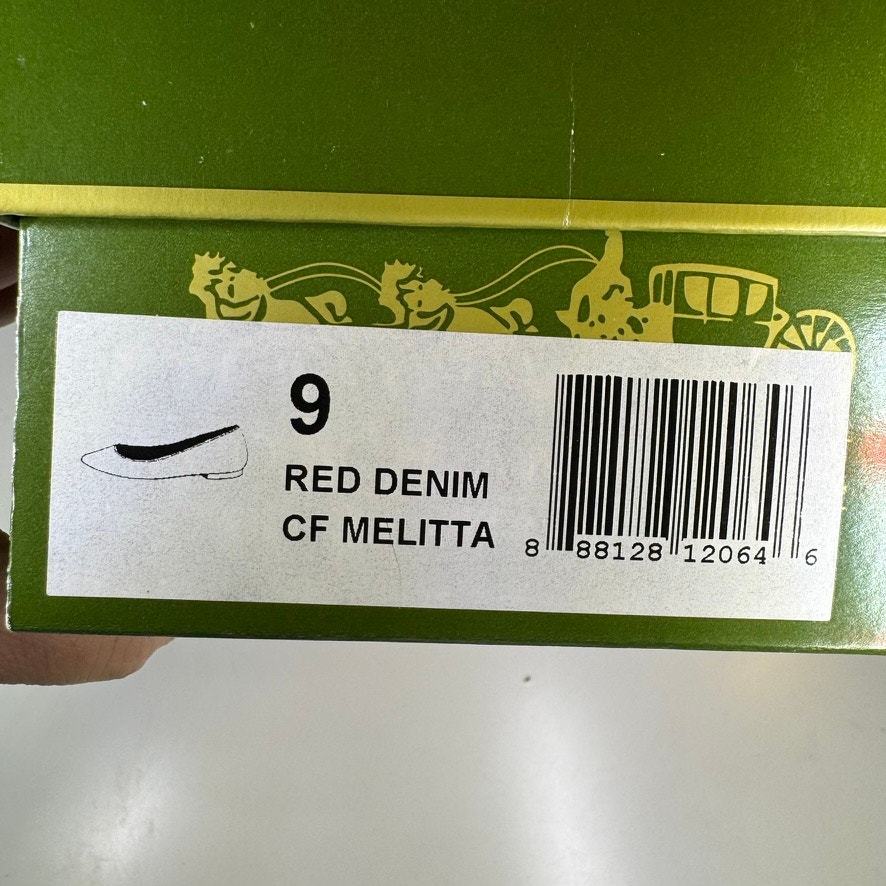 9
RED DENIM
CF MELITTA
8 88128 12064 6